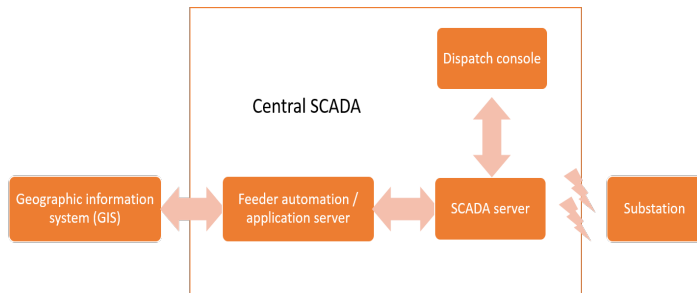 Dispatch console
Central SCADA
Geographic information
system (GIS)
Feeder automation /
application server
SCADA server
Substation